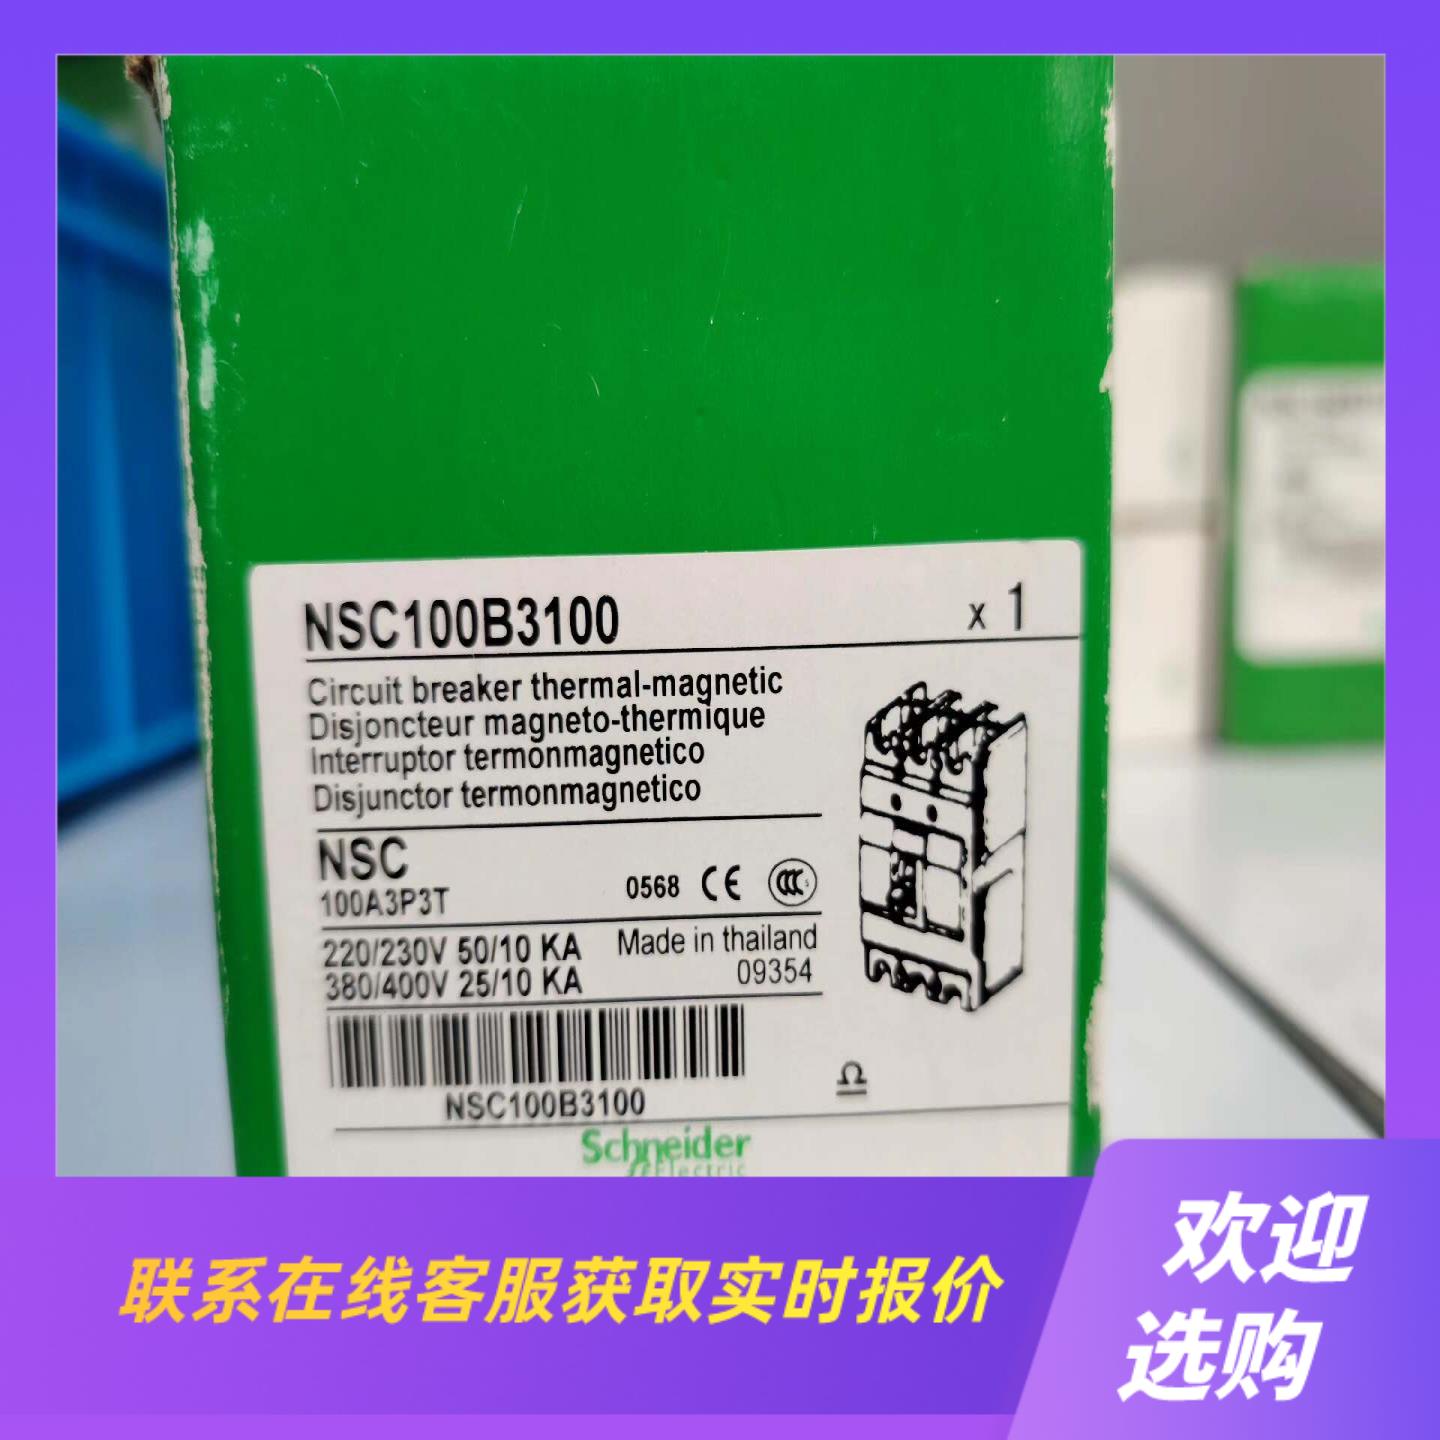 NSC100B3100
x 1
Circuit breaker thermal-magnetic
Disjoncteur magneto-thermique
Interruptor termonmagnetico
Disjunctor termonmagnetico
NSC
100A3P3T
0568 CE CCC
220/230V 50/10 KA
Made in thailand
380/400V 25/10 KA
09354
NSC100B3100
Schneider
Electric
联系在线客服获取实时报价
欢迎
选购